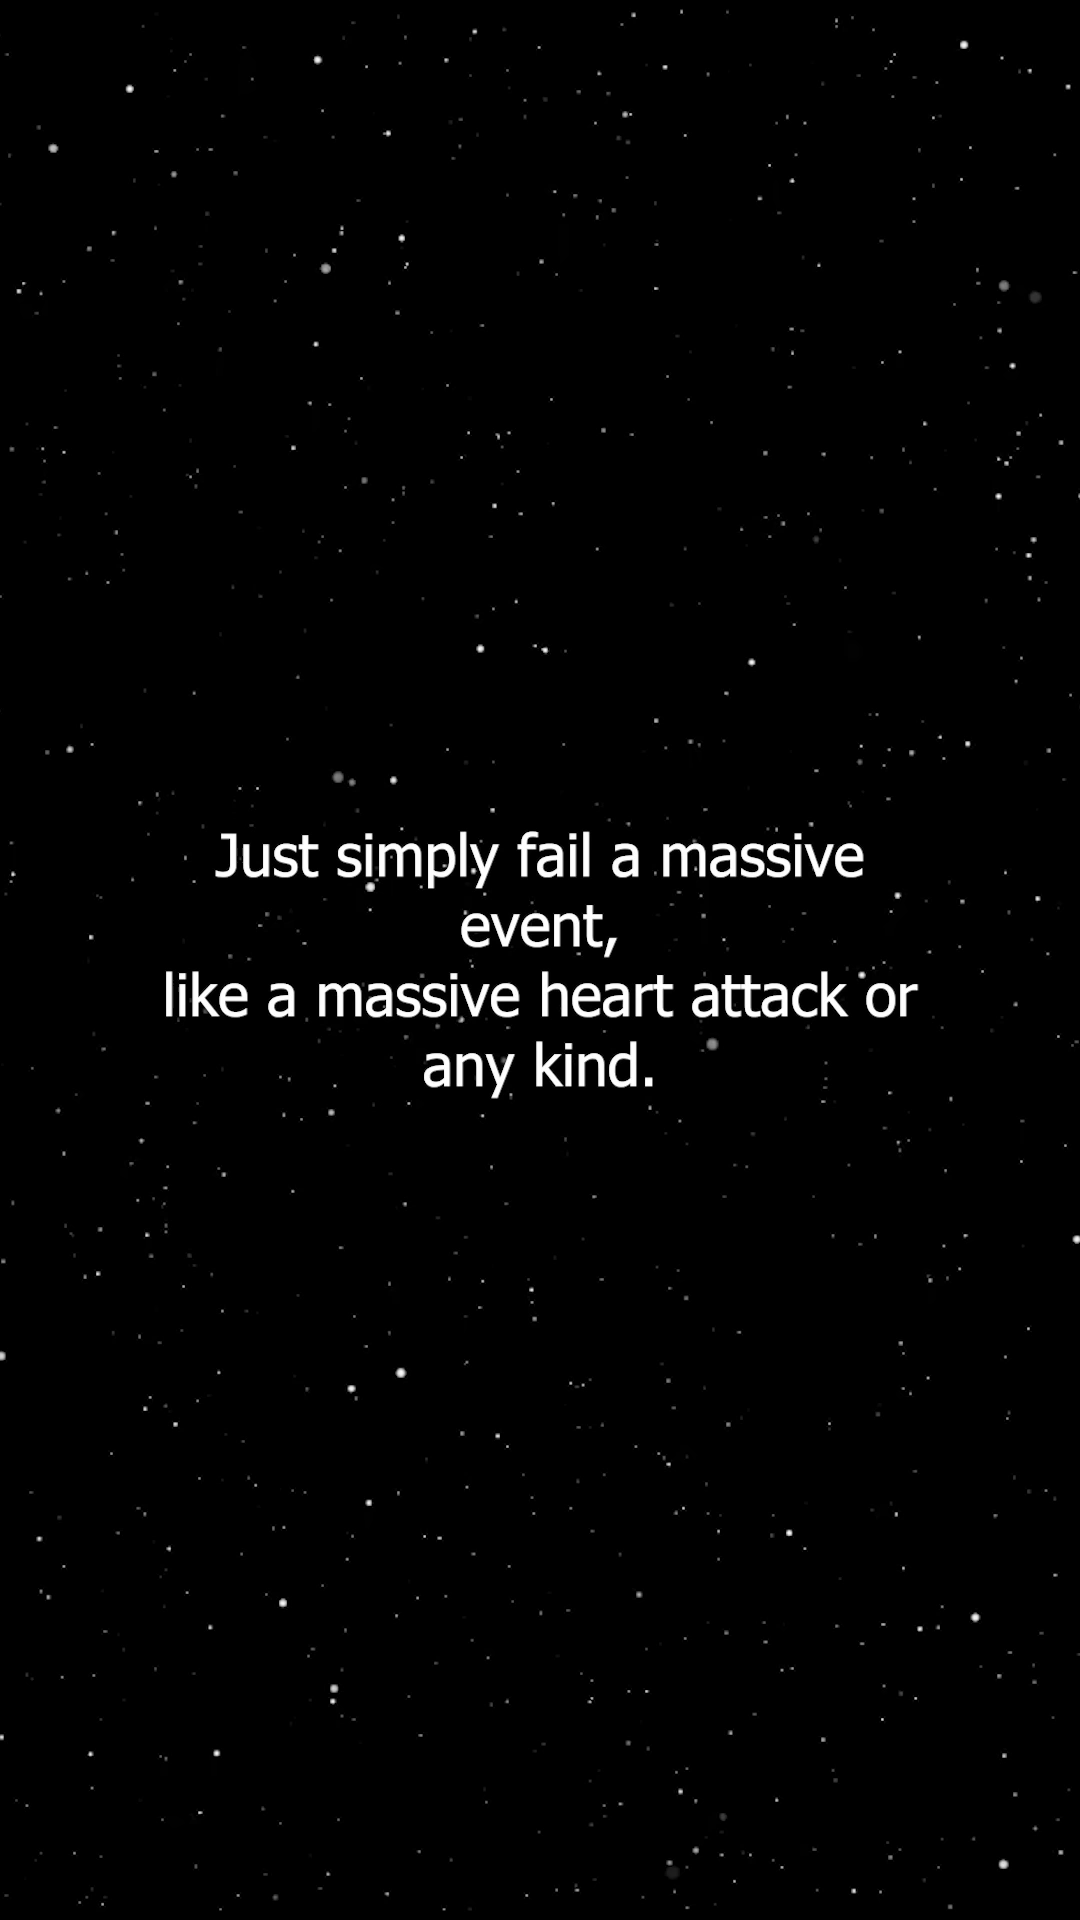 Just simply fail a massive
event,
like a massive heart attack or
any kind.